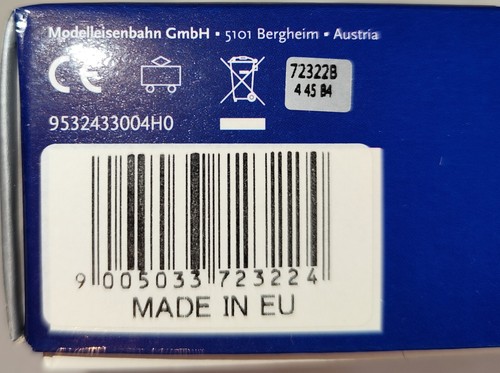 Modelleisenbahn GmbH • 5101 Bergheim • Austria
CE
72322B
4 45 B4
9532433004H0
9 005033 723224
MADE IN EU